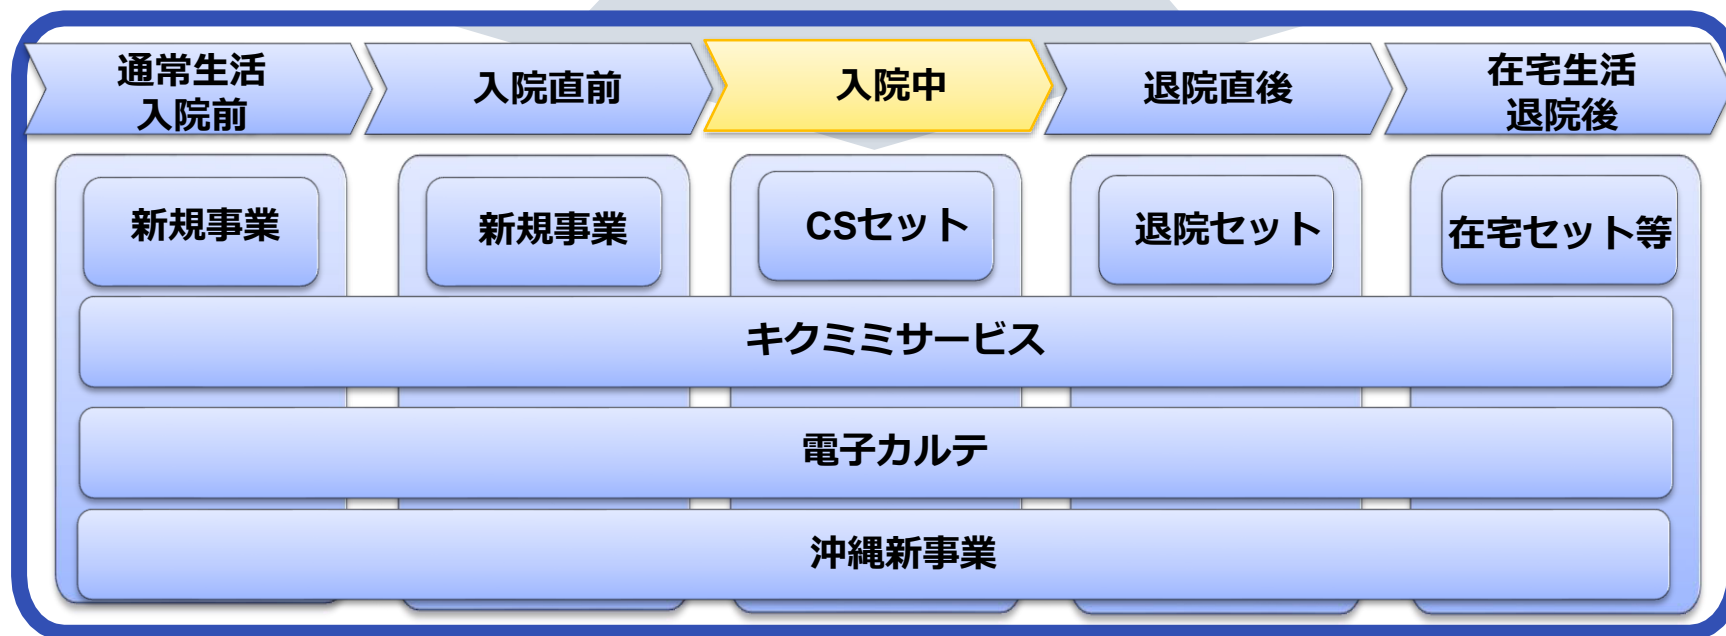 通常生活
入院前
入院直前
入院中
退院直後
在宅生活
退院後
新規事業
新規事業
CSセット
退院セット
在宅セット等
キクミミサービス
電子カルテ
沖縄新事業